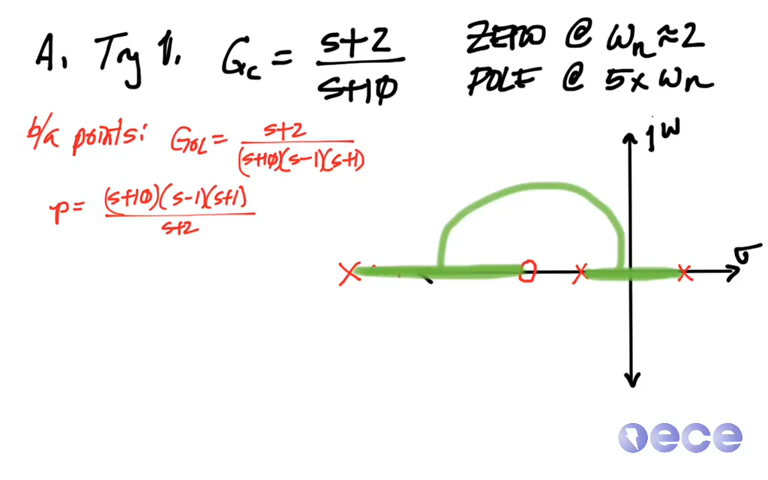 A. Try 1. Gc = s+2 / s+10
ZERO @ ωn ≈ 2
POLE @ 5x ωn
b/a points: GOL = s+2 / (s+10)(s-1)(s+1)
p = (s+10)(s-1)(s+1) / s+2
jω
σ
ece